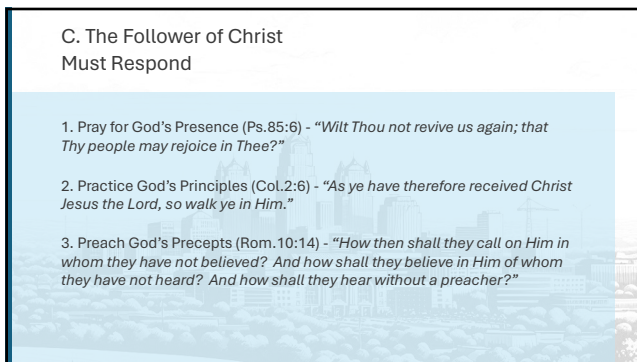 C. The Follower of Christ
Must Respond
1. Pray for God's Presence (Ps.85:6) - “Wilt Thou not revive us again; that
Thy people may rejoice in Thee?”
2. Practice God's Principles (Col.2:6) - “As ye have therefore received Christ
Jesus the Lord, so walk ye in Him.”
3. Preach God's Precepts (Rom.10:14) - “How then shall they call on Him in
whom they have not believed?  And how shall they believe in Him of whom
they have not heard?  And how shall they hear without a preacher?”